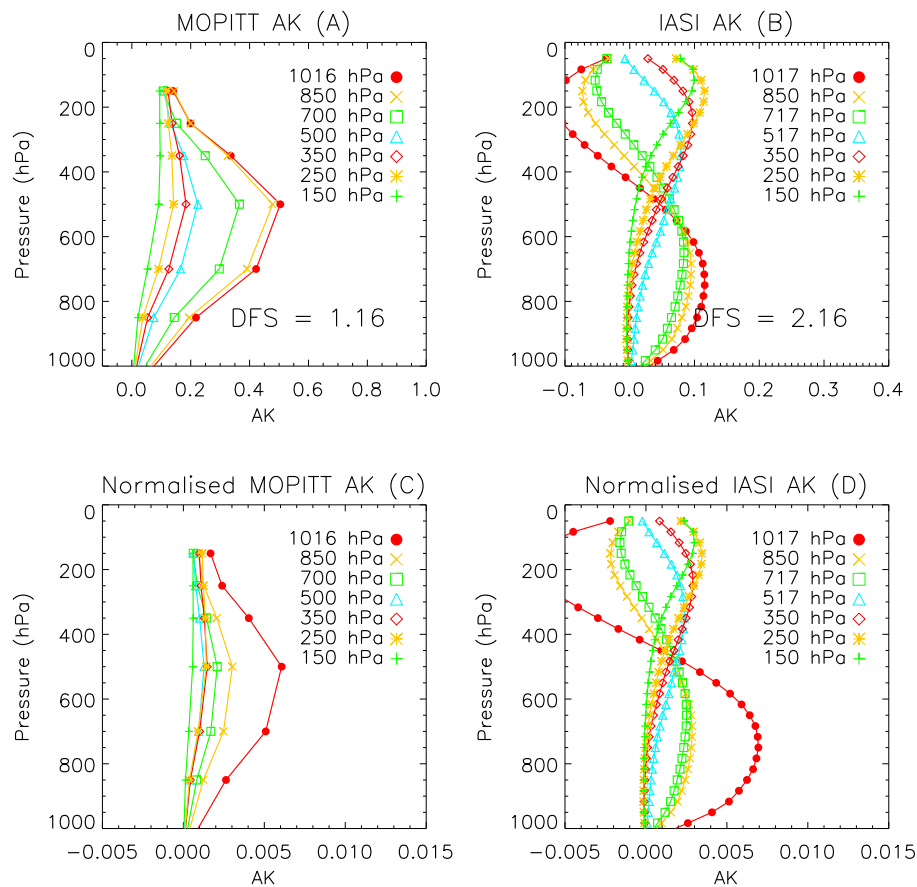 MOPITT AK (A)
0
200
400
600
800
1000
Pressure (hPa)
1016 hPa
850 hPa
700 hPa
500 hPa
350 hPa
250 hPa
150 hPa
DFS = 1.16
0.0 0.2 0.4 0.6 0.8 1.0
AK
IASI AK (B)
0
200
400
600
800
1000
Pressure (hPa)
1017 hPa
850 hPa
717 hPa
517 hPa
350 hPa
250 hPa
150 hPa
DFS = 2.16
-0.1 0.0 0.1 0.2 0.3 0.4
AK
Normalised MOPITT AK (C)
0
200
400
600
800
1000
Pressure (hPa)
1016 hPa
850 hPa
700 hPa
500 hPa
350 hPa
250 hPa
150 hPa
-0.005 0.000 0.005 0.010 0.015
AK
Normalised IASI AK (D)
0
200
400
600
800
1000
Pressure (hPa)
1017 hPa
850 hPa
717 hPa
517 hPa
350 hPa
250 hPa
150 hPa
-0.005 0.000 0.005 0.010 0.015
AK